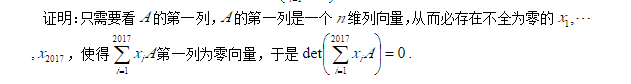 证明:只需要看 A 的第一列, A 的第一列是一个 n 维列向量,从而必存在不全为零的 x₁,⋯
, x₂₀₁₇ ,使得 ∑_{i=1}^{2017} xᵢA 第一列为零向量,于是 det(∑_{i=1}^{2017} xᵢA) = 0 .